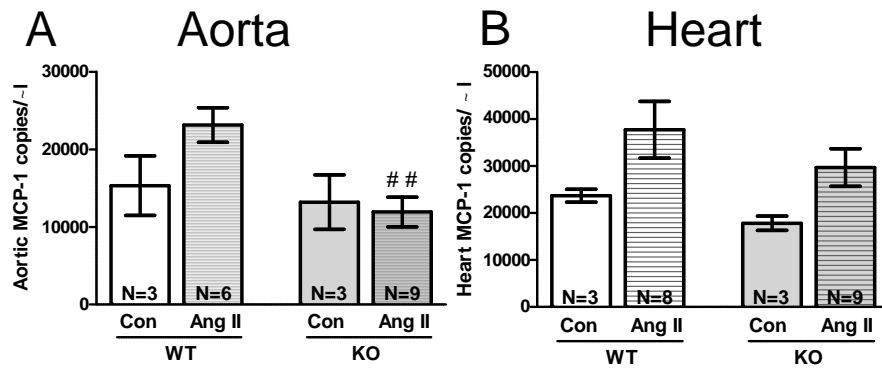 A Aorta
Aortic MCP-1 copies/ ~ l
30000
20000
10000
0
# #
N=3 N=6 N=3 N=9
Con Ang II Con Ang II
WT KO
B Heart
Heart MCP-1 copies/ ~ l
50000
40000
30000
20000
10000
0
N=3 N=8 N=3 N=9
Con Ang II Con Ang II
WT KO